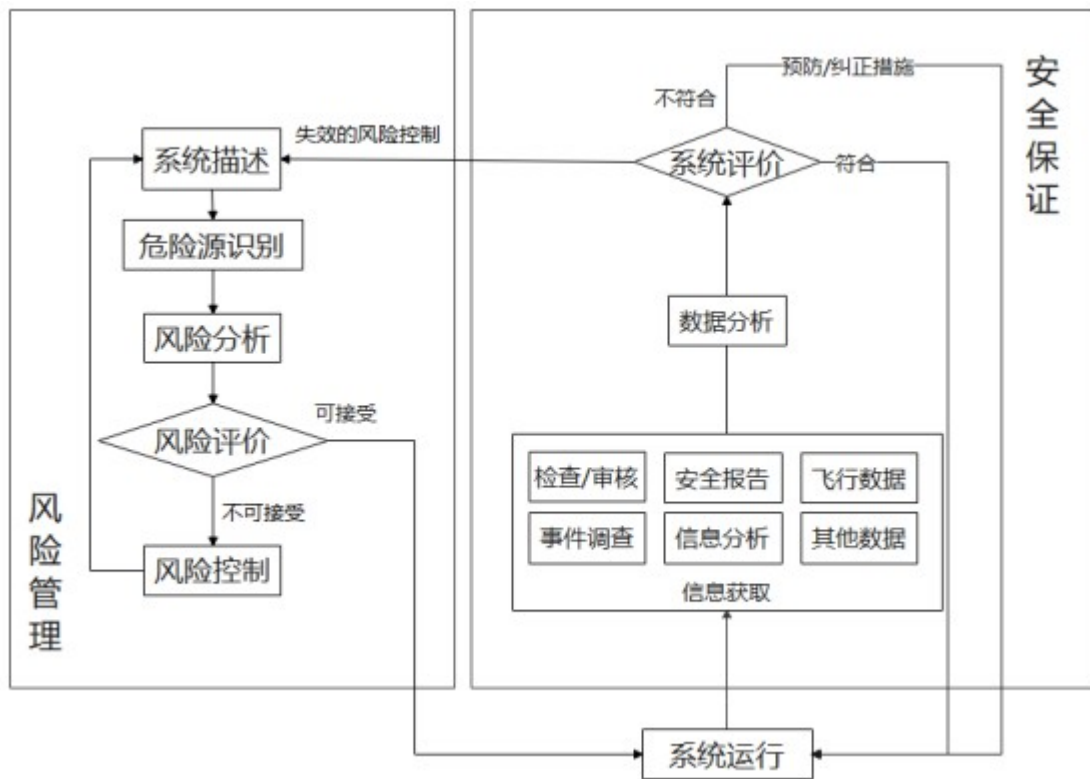 风险管理
失效的风险控制
系统描述
危险源识别
风险分析
风险评价
可接受
不可接受
风险控制
安全保证
预防/纠正措施
不符合
系统评价
符合
数据分析
检查/审核
安全报告
飞行数据
事件调查
信息分析
其他数据
信息获取
系统运行